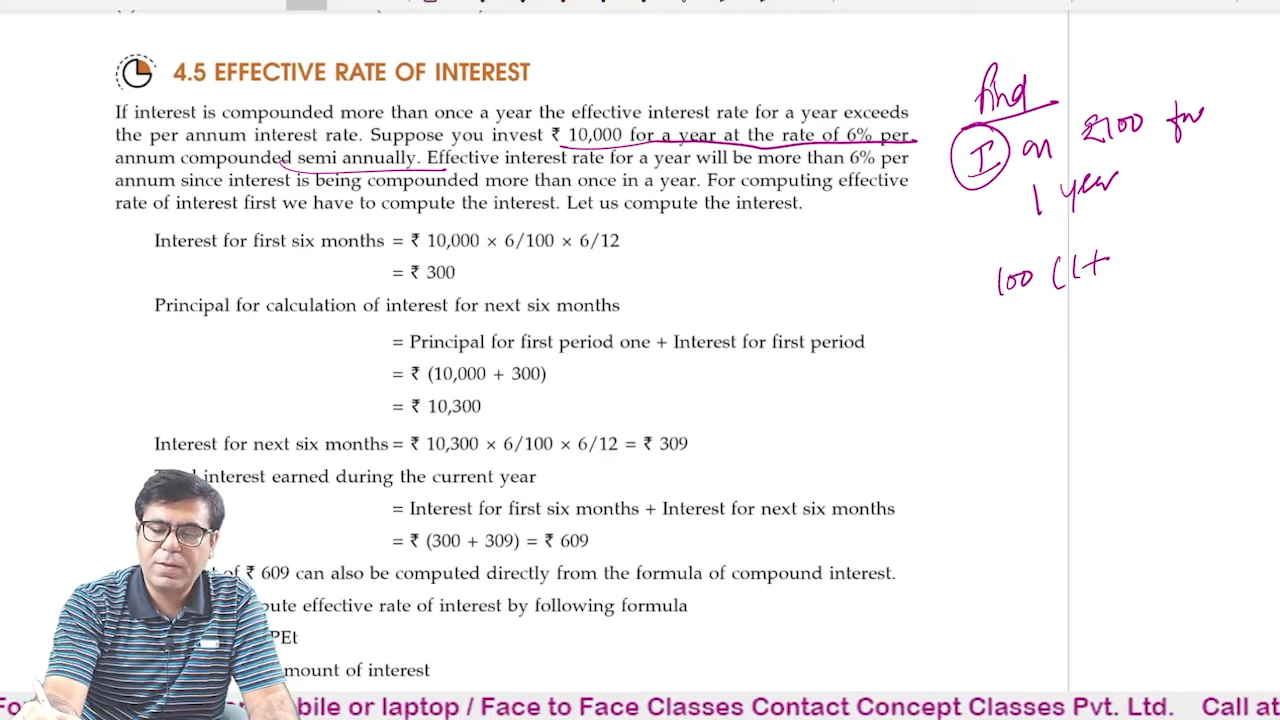 4.5 EFFECTIVE RATE OF INTEREST
If interest is compounded more than once a year the effective interest rate for a year exceeds
the per annum interest rate. Suppose you invest ₹ 10,000 for a year at the rate of 6% per
annum compounded semi annually. Effective interest rate for a year will be more than 6% per
annum since interest is being compounded more than once in a year. For computing effective
rate of interest first we have to compute the interest. Let us compute the interest.
Interest for first six months = ₹ 10,000 × 6/100 × 6/12
= ₹ 300
Principal for calculation of interest for next six months
= Principal for first period one + Interest for first period
= ₹ (10,000 + 300)
= ₹ 10,300
Interest for next six months = ₹ 10,300 × 6/100 × 6/12 = ₹ 309
interest earned during the current year
= Interest for first six months + Interest for next six months
= ₹ (300 + 309) = ₹ 609
of ₹ 609 can also be computed directly from the formula of compound interest.
effective rate of interest by following formula
PEt
mount of interest
find
I on ₹100 for
1 year
100 (1+
bile or laptop / Face to Face Classes Contact Concept Classes Pvt. Ltd. Call at